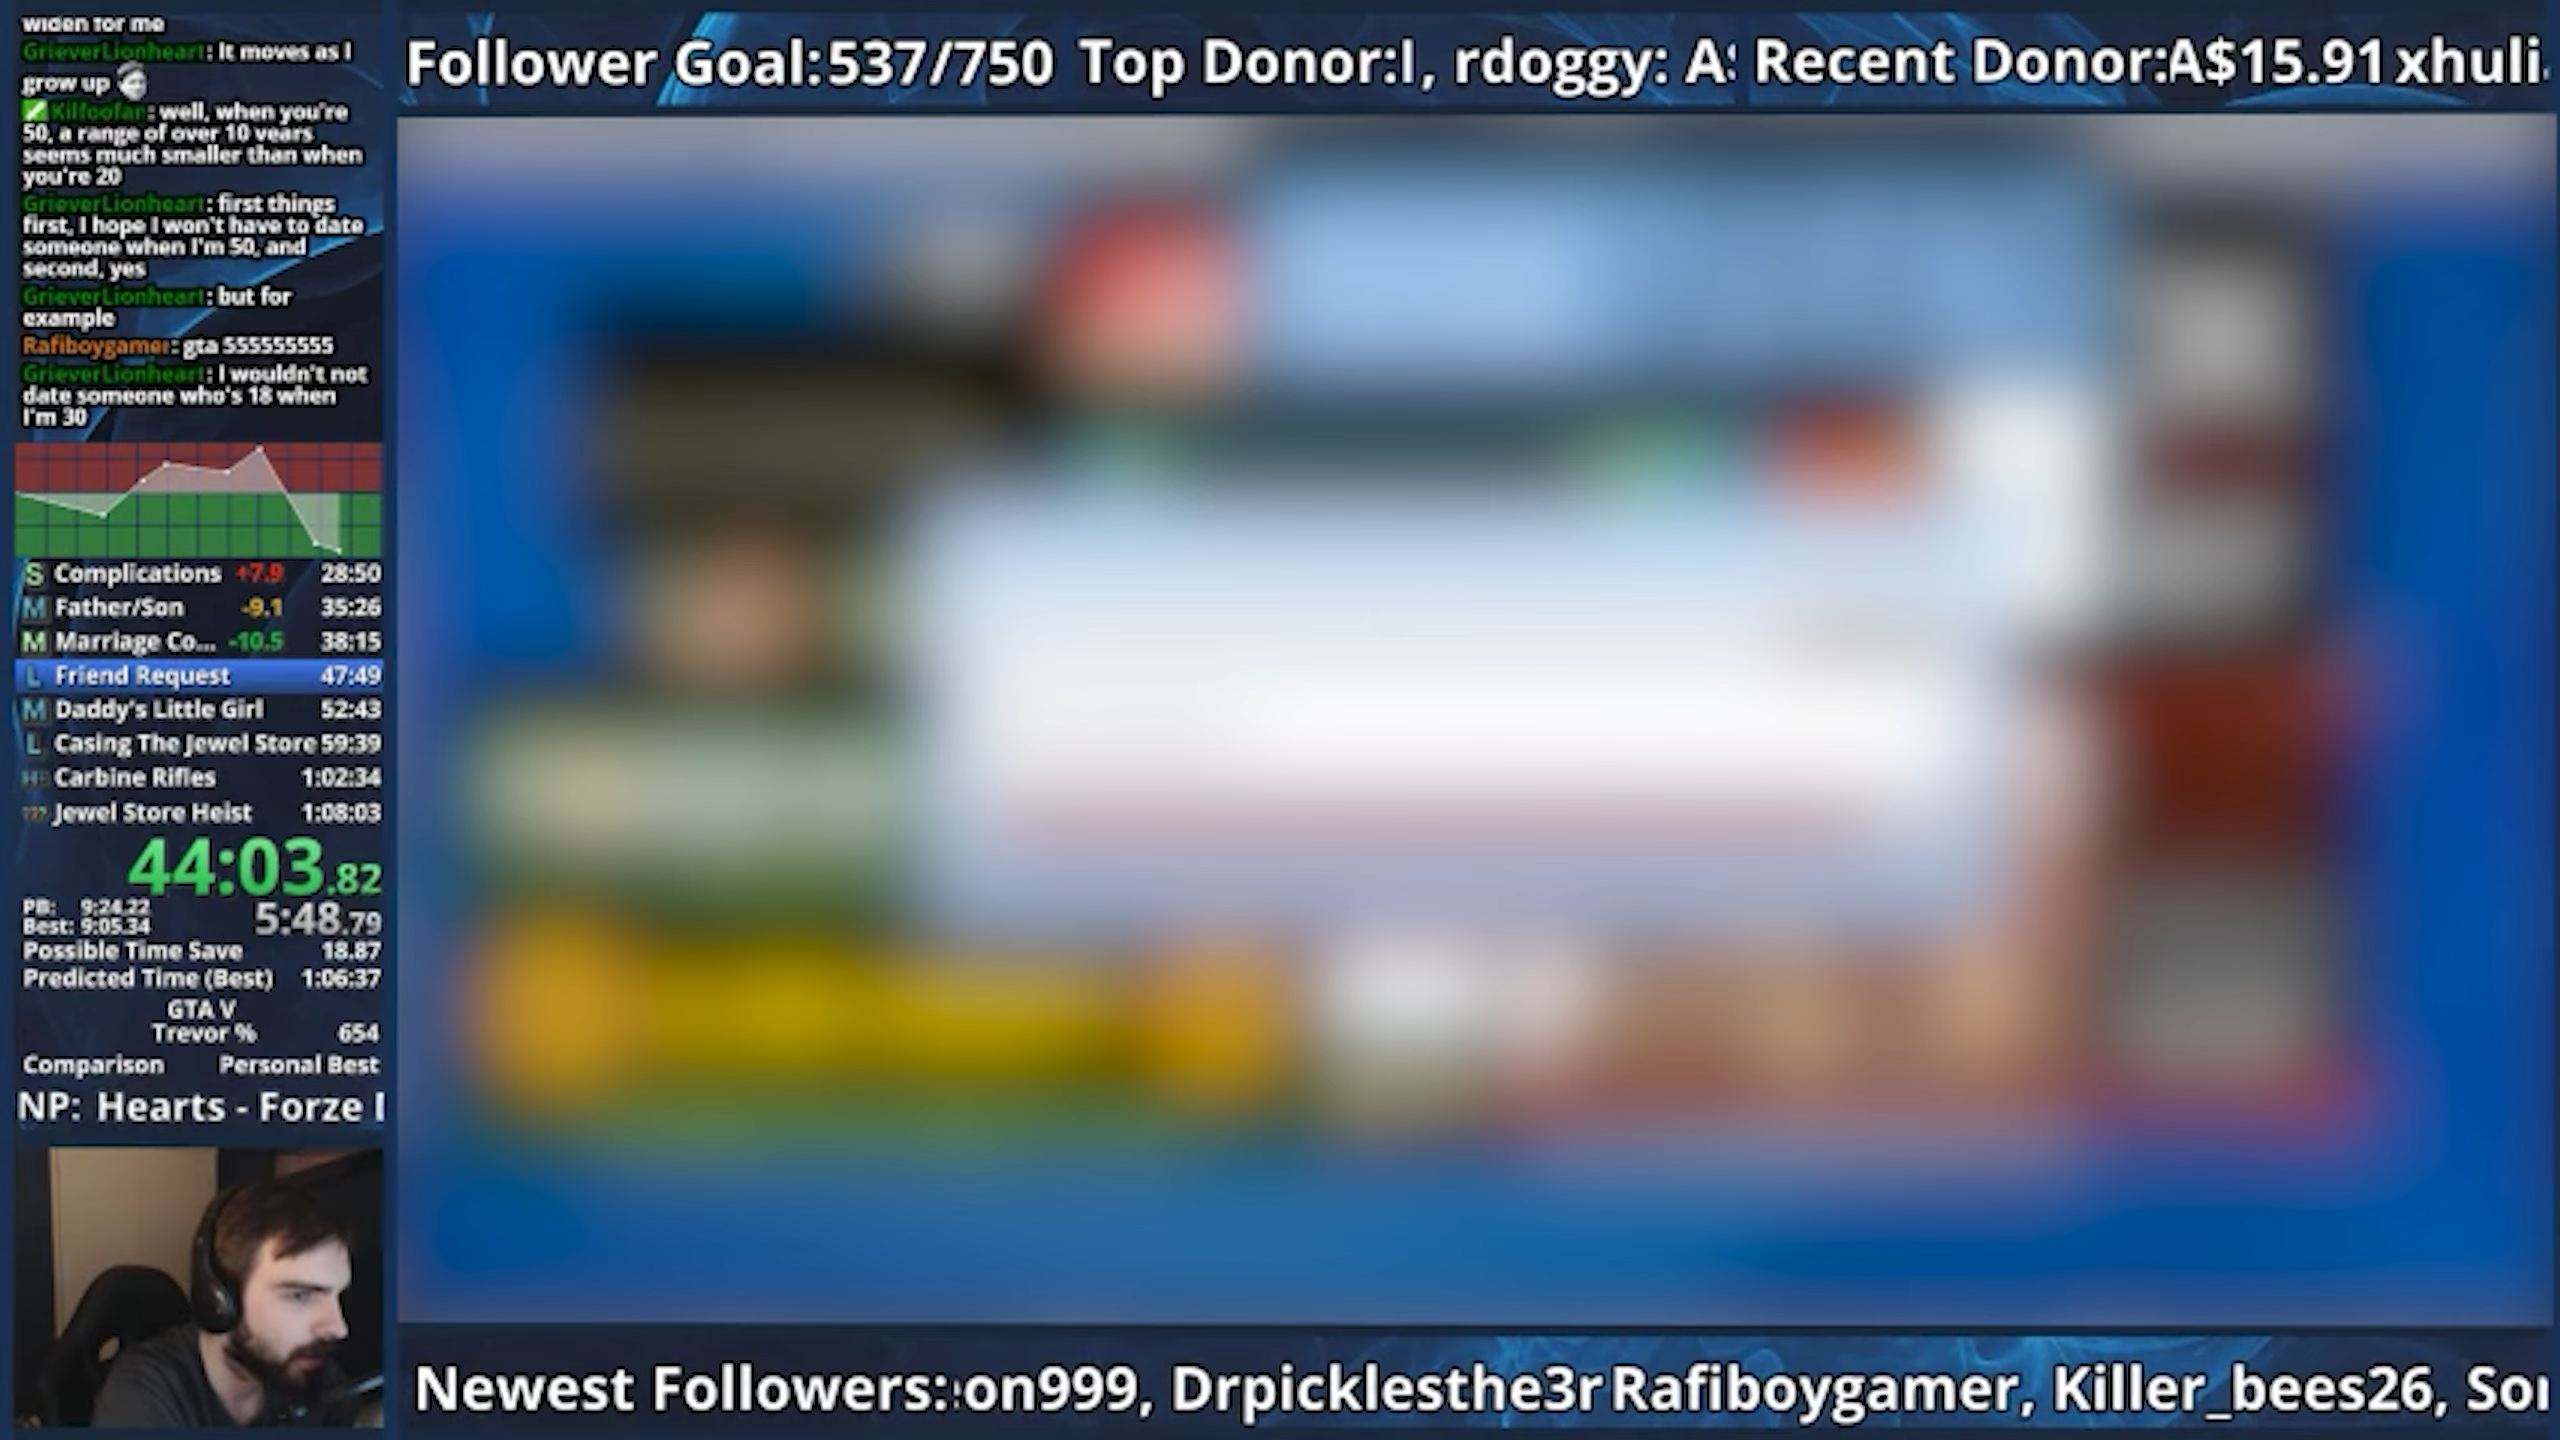 widen for me
GrieverLionheart: It moves as I
grow up
Kilfoofan: well, when you're
50, a range of over 10 years
seems much smaller than when
you're 20
GrieverLionheart: first things
first, I hope I won't have to date
someone when I'm 50, and
second, yes
GrieverLionheart: but for
example
Rafiboygamer: gta 555555555
GrieverLionheart: I wouldn't not
date someone who's 18 when
I'm 30
S Complications +7.9 28:50
M Father/Son -9.1 35:26
M Marriage Co... -10.5 38:15
L Friend Request 47:49
M Daddy's Little Girl 52:43
L Casing The Jewel Store 59:39
Carbine Rifles 1:02:34
??? Jewel Store Heist 1:08:03
44:03.82
PB: 9:24.22
Best: 9:05.34
5:48.79
Possible Time Save 18.87
Predicted Time (Best) 1:06:37
GTA V
Trevor % 654
Comparison Personal Best
NP: Hearts - Forze
Follower Goal: 537/750 Top Donor: , rdoggy: A Recent Donor: A$15.91 xhuli
Newest Followers: on999, Drpicklesthe3r Rafiboygamer, Killer_bees26, So